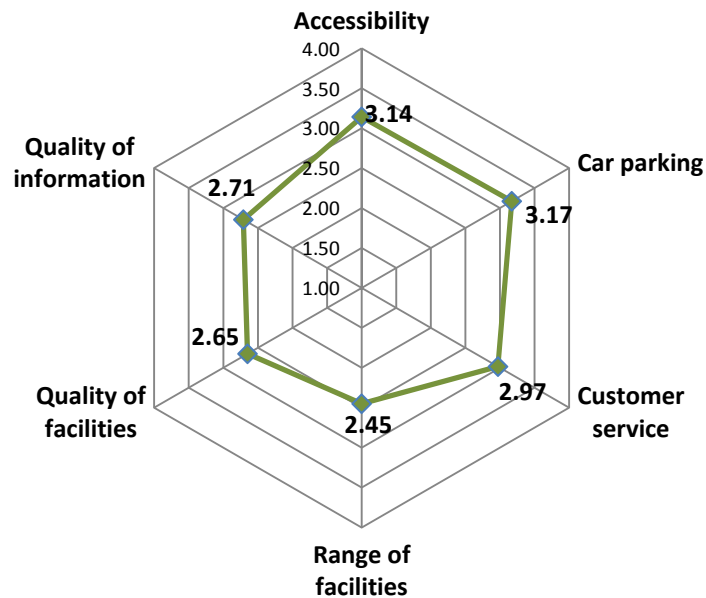 Accessibility
4.00
3.50
3.00
2.50
2.00
1.50
1.00
3.14
Car parking
3.17
Customer
service
2.97
Range of
facilities
2.45
Quality of
facilities
2.65
Quality of
information
2.71